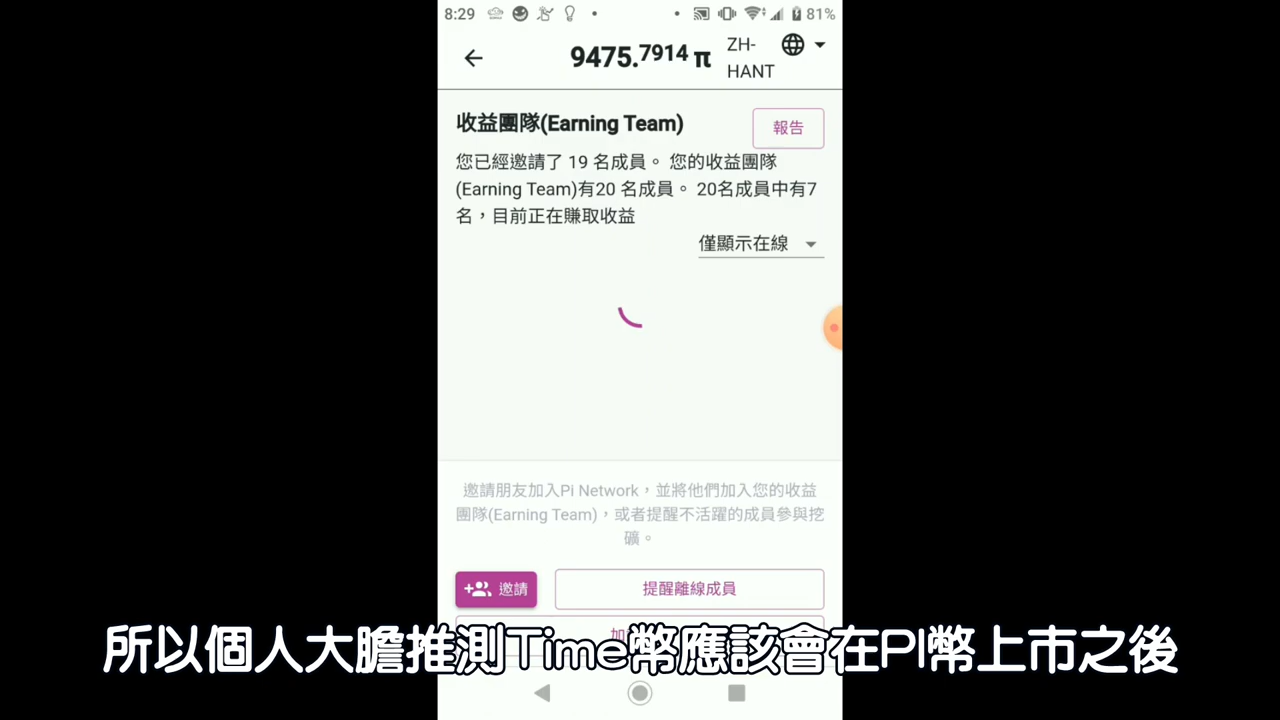 8:29
81%
9475.7914 π
ZH-
HANT
收益團隊(Earning Team)
報告
您已經邀請了 19 名成員。 您的收益團隊
(Earning Team)有20 名成員。 20名成員中有7
名，目前正在賺取收益
僅顯示在線
邀請朋友加入Pi Network，並將他們加入您的收益
團隊(Earning Team)，或者提醒不活躍的成員參與挖
礦。
邀請
提醒離線成員
加
所以個人大膽推測Time幣應該會在PI幣上市之後